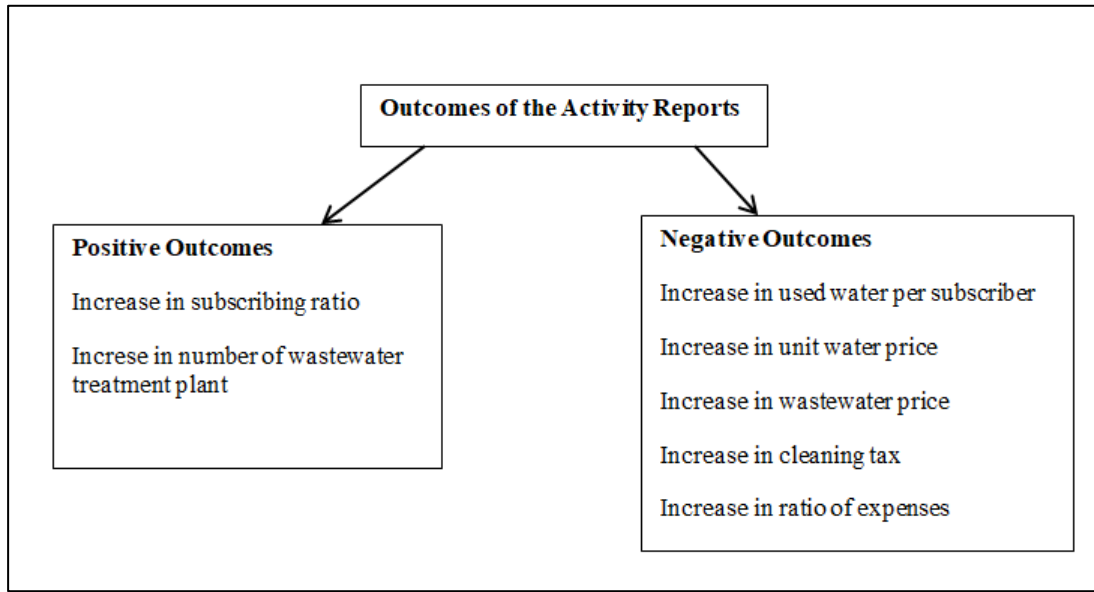 Outcomes of the Activity Reports
Positive Outcomes
Increase in subscribing ratio
Increse in number of wastewater
treatment plant
Negative Outcomes
Increase in used water per subscriber
Increase in unit water price
Increase in wastewater price
Increase in cleaning tax
Increase in ratio of expenses